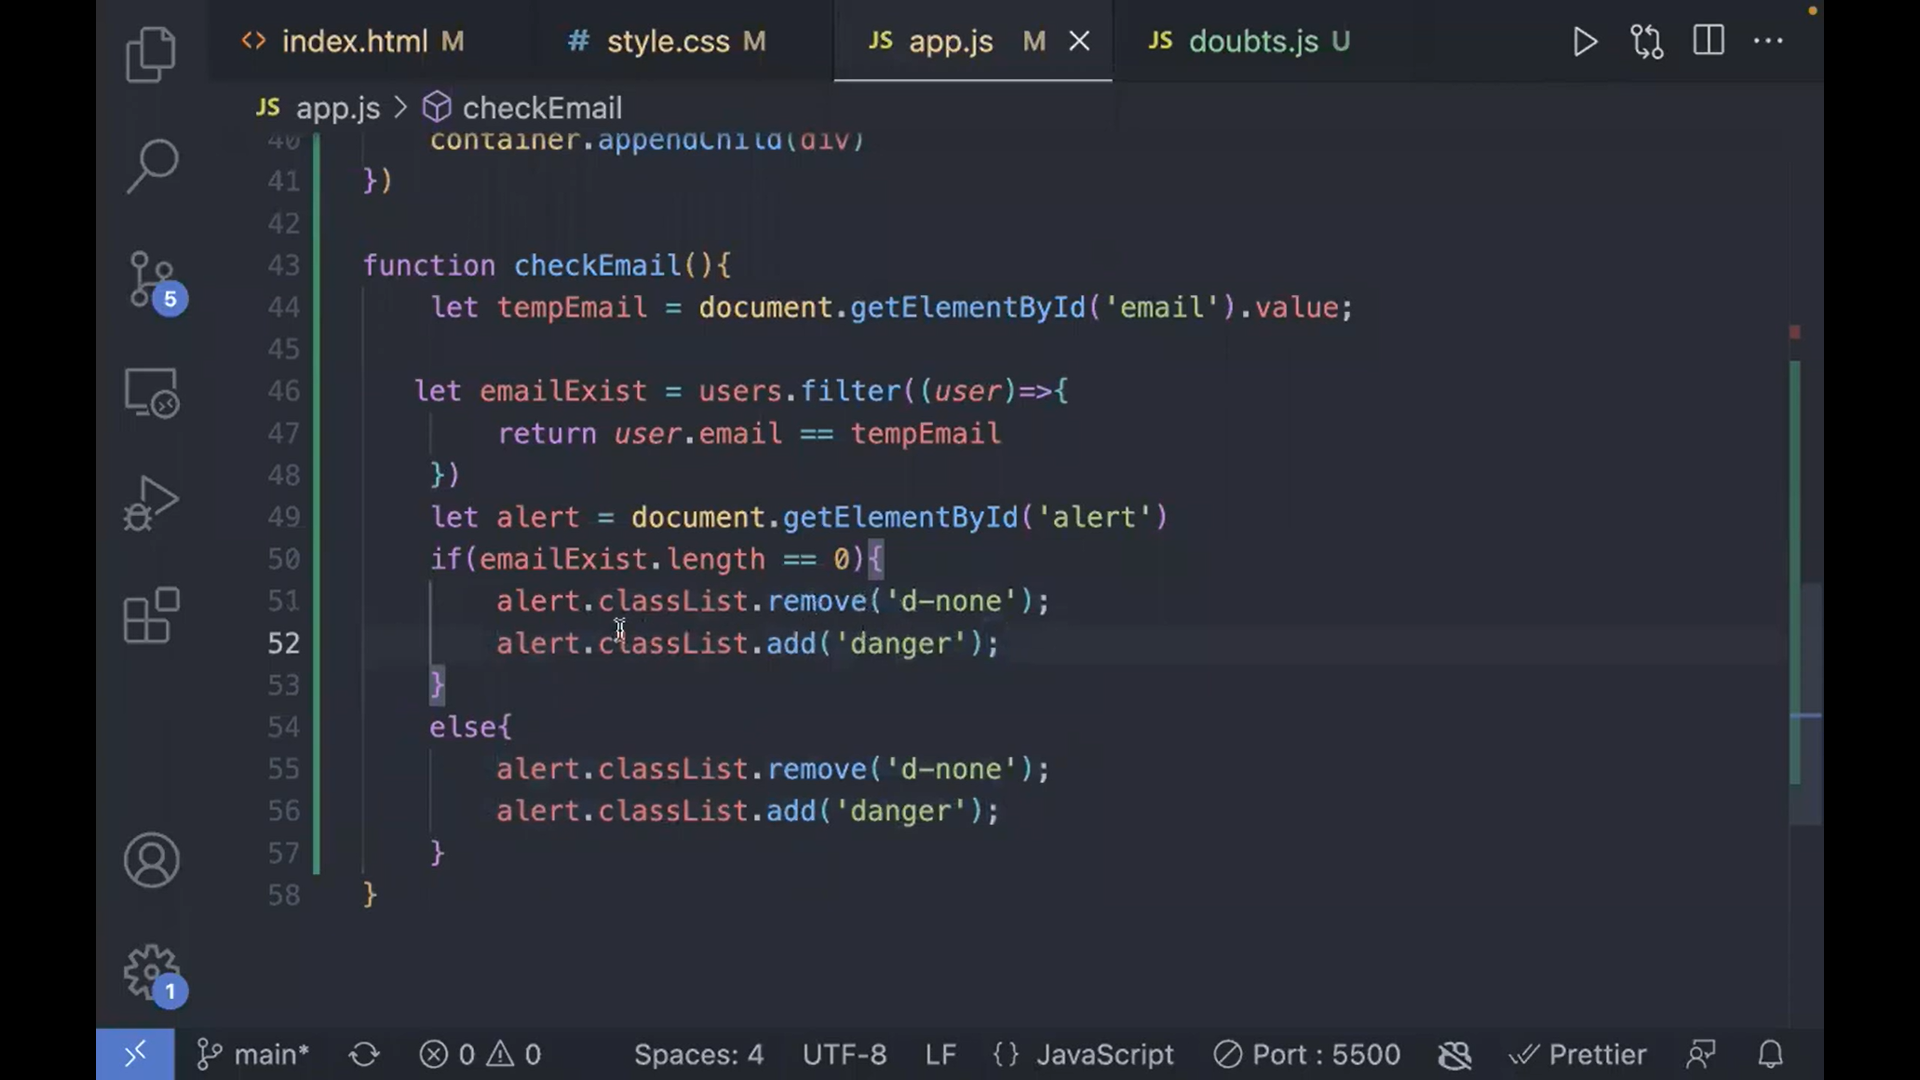 <> index.html M # style.css M JS app.js M JS doubts.js U
JS app.js > checkEmail
40 container.appendChild(div)
41 })
42
43 function checkEmail(){
44 let tempEmail = document.getElementById('email').value;
45
46 let emailExist = users.filter((user)=>{
47 return user.email == tempEmail
48 })
49 let alert = document.getElementById('alert')
50 if(emailExist.length == 0){
51 alert.classList.remove('d-none');
52 alert.classList.add('danger');
53 }
54 else{
55 alert.classList.remove('d-none');
56 alert.classList.add('danger');
57 }
58 }
5
1
main* 0 0 Spaces: 4 UTF-8 LF {} JavaScript Port : 5500 Prettier